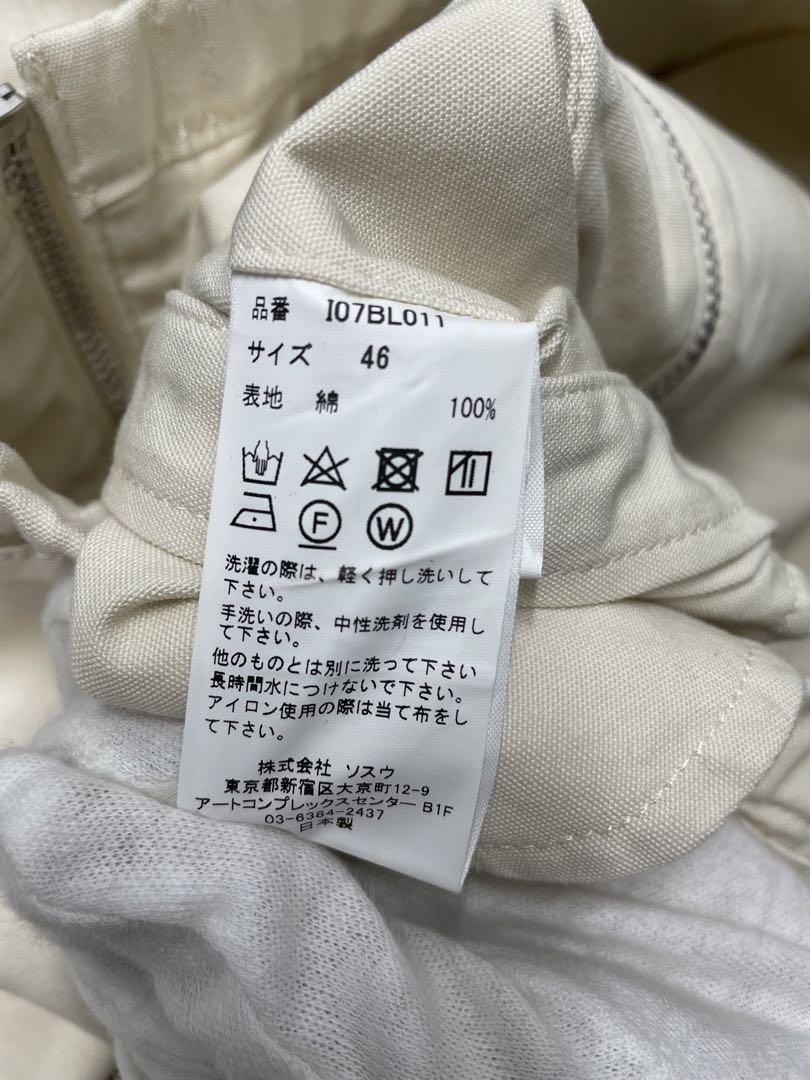 品番 I07BL011
サイズ 46
表地 綿 100%
F W
洗濯の際は、軽く押し洗いして
下さい。
手洗いの際、中性洗剤を使用し
て下さい。
他のものとは別に洗って下さい
長時間水につけないで下さい。
アイロン使用の際は当て布をし
て下さい。
株式会社 ソスウ
東京都新宿区大京町12-9
アートコンプレックスセンター B1F
03-6384-2437
日本製